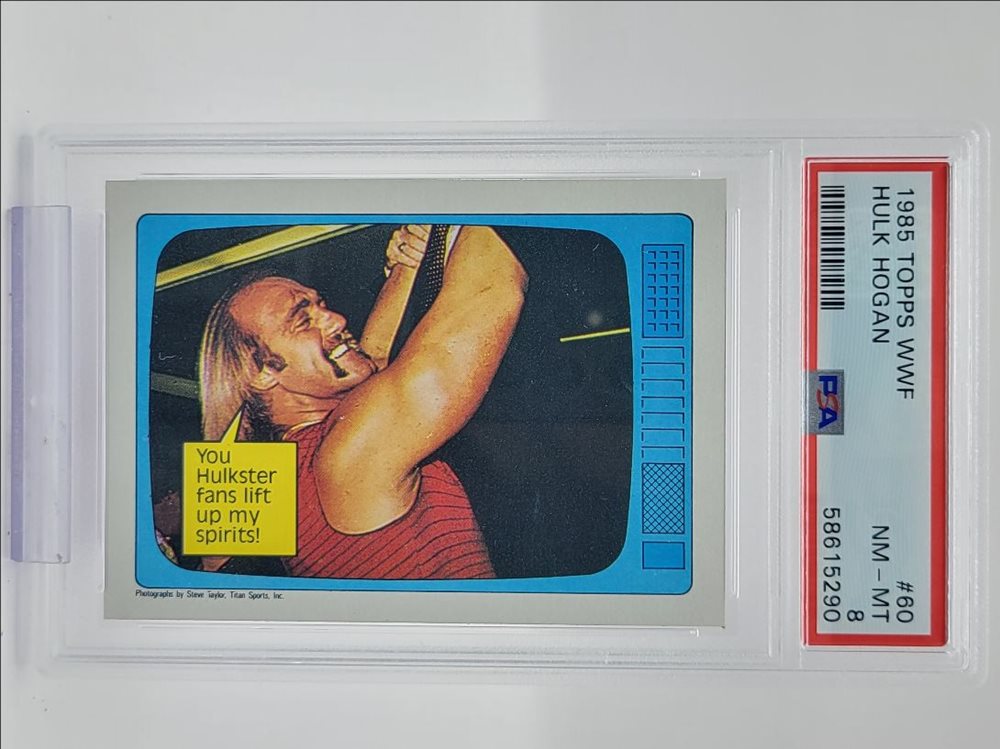 You
Hulkster
fans lift
up my
spirits!
Photographs by Steve Taylor, Titan Sports, Inc.
1985 TOPPS WWF #60
HULK HOGAN NM-MT
8
PSA 58615290